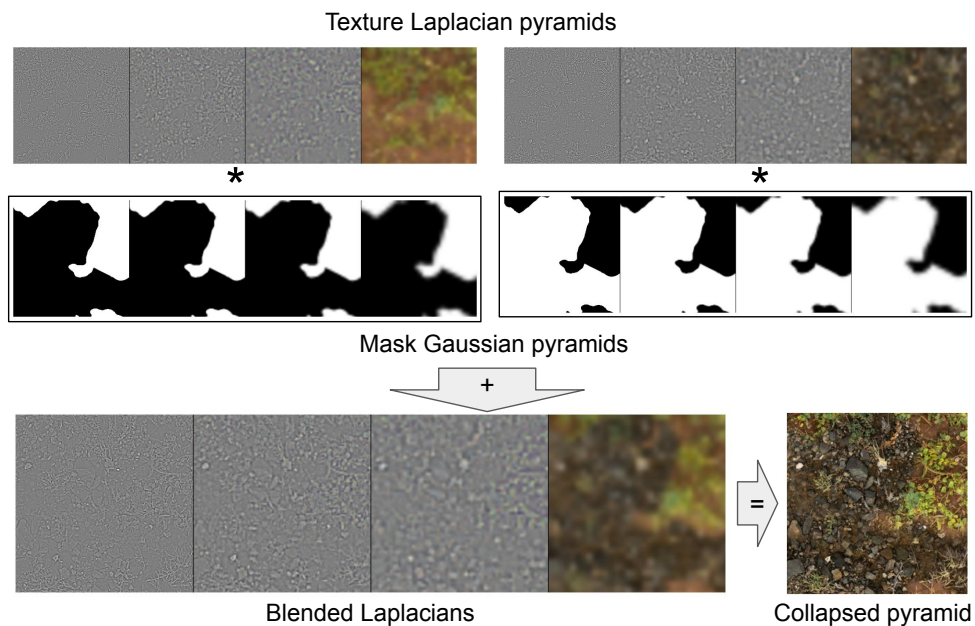 Texture Laplacian pyramids
* *
Mask Gaussian pyramids
+
=
Blended Laplacians Collapsed pyramid